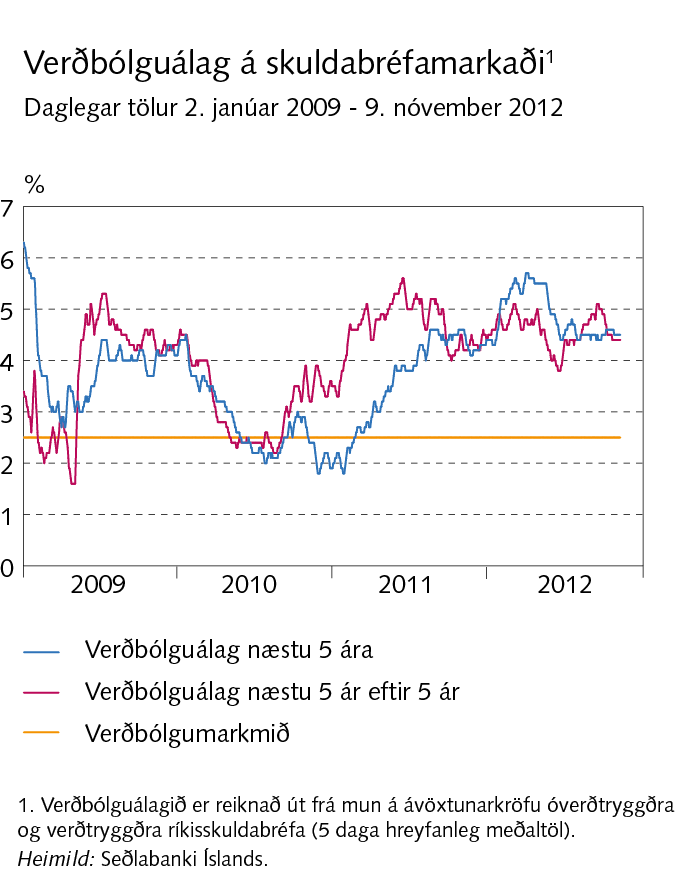 Verðbólguálag á skuldabréfamarkaði¹
Daglegar tölur 2. janúar 2009 - 9. nóvember 2012
%
7
6
5
4
3
2
1
0
2009 2010 2011 2012
Verðbólguálag næstu 5 ára
Verðbólguálag næstu 5 ár eftir 5 ár
Verðbólgumarkmið
1. Verðbólguálagið er reiknað út frá mun á ávöxtunarkröfu óverðtryggðra
og verðtryggðra ríkisskuldabréfa (5 daga hreyfanleg meðaltöl).
Heimild: Seðlabanki Íslands.